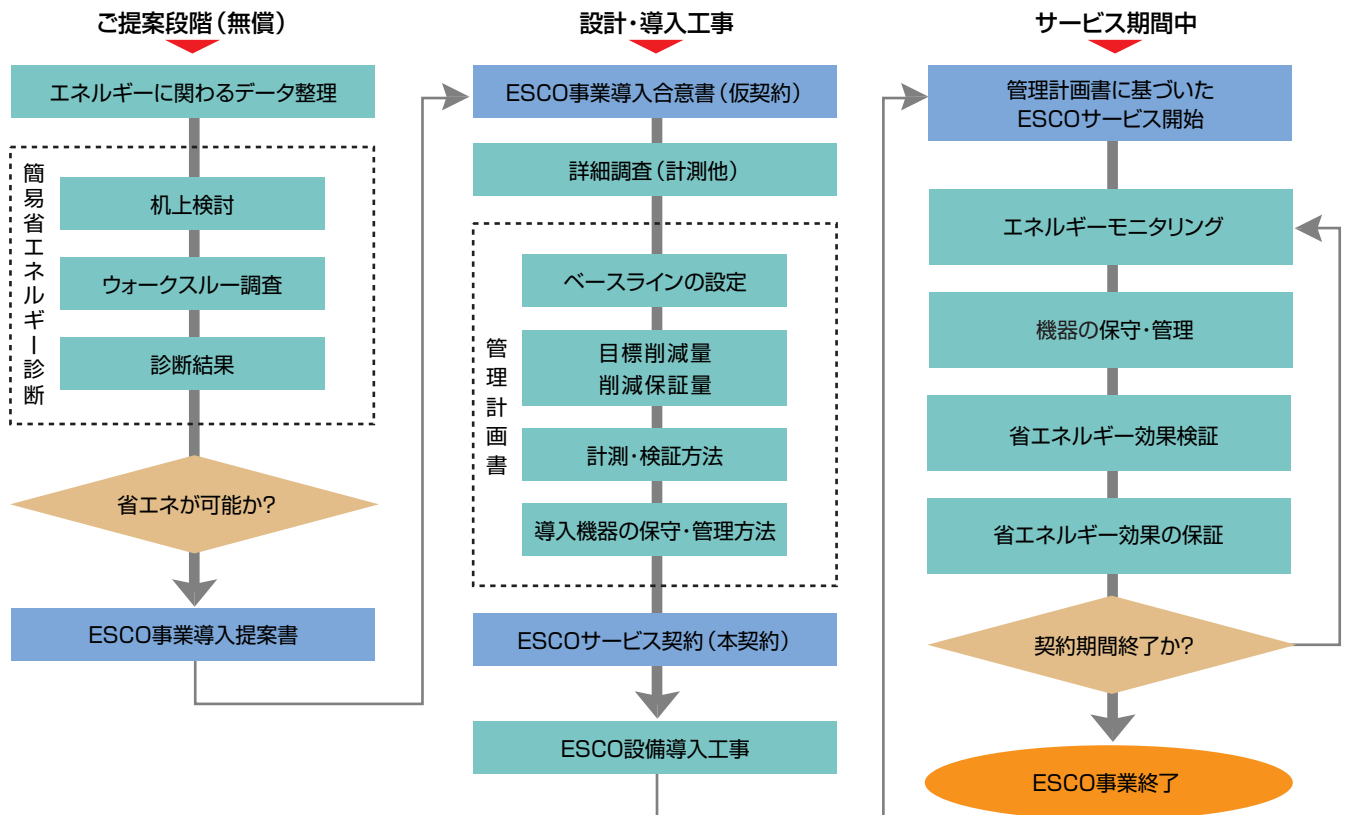 ご提案段階(無償)
エネルギーに関わるデータ整理
簡易省エネルギー診断
机上検討
ウォークスルー調査
診断結果
省エネが可能か?
ESCO事業導入提案書
設計・導入工事
ESCO事業導入合意書(仮契約)
詳細調査(計測他)
管理計画書
ベースラインの設定
目標削減量
削減保証量
計測・検証方法
導入機器の保守・管理方法
ESCOサービス契約(本契約)
ESCO設備導入工事
サービス期間中
管理計画書に基づいた
ESCOサービス開始
エネルギーモニタリング
機器の保守・管理
省エネルギー効果検証
省エネルギー効果の保証
契約期間終了か?
ESCO事業終了